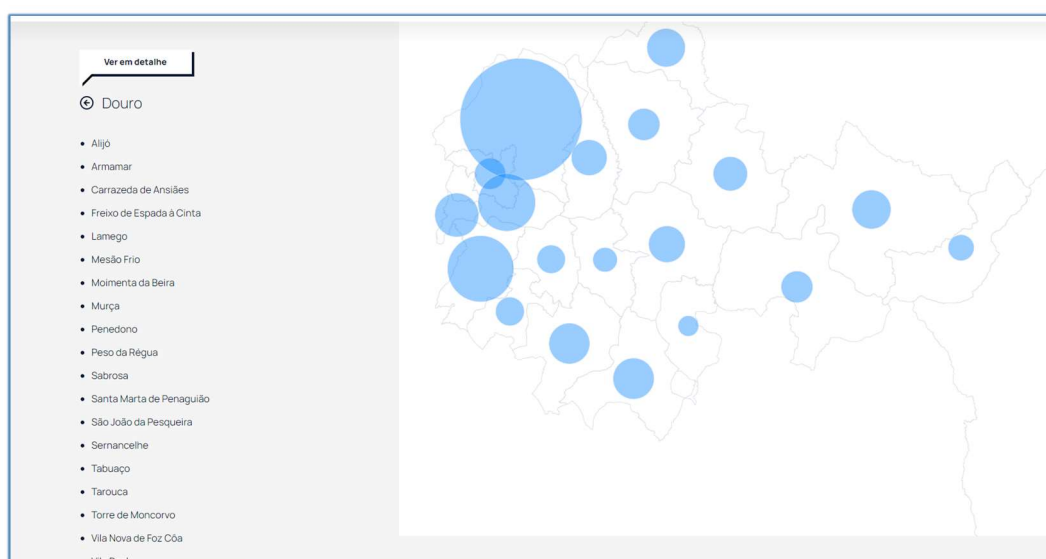 Ver em detalhe
Douro
Alijó
Armamar
Carrazeda de Ansiães
Freixo de Espada à Cinta
Lamego
Mesão Frio
Moimenta da Beira
Murça
Penedono
Peso da Régua
Sabrosa
Santa Marta de Penaguião
São João da Pesqueira
Sernancelhe
Tabuaço
Tarouca
Torre de Moncorvo
Vila Nova de Foz Côa